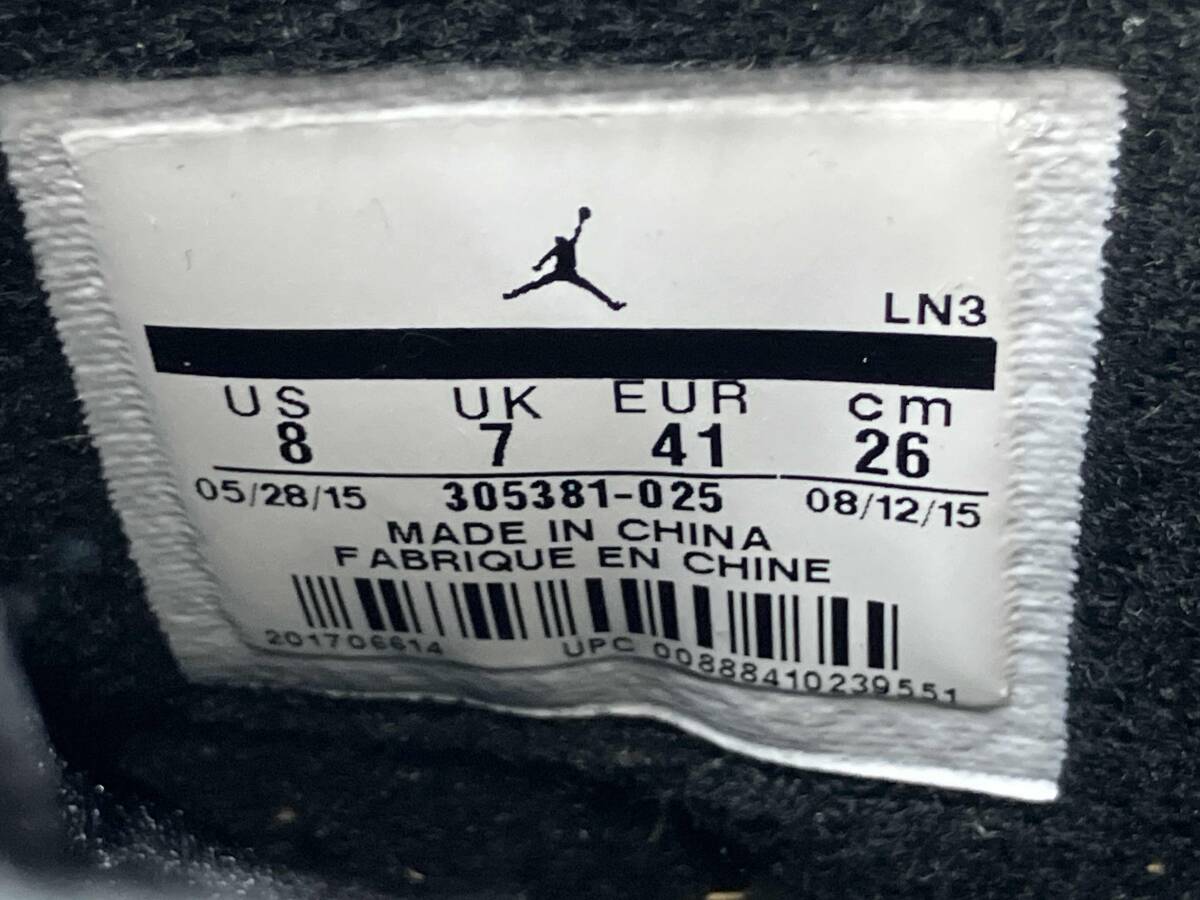 LN3
US UK EUR cm
8 7 41 26
05/28/15 305381-025 08/12/15
MADE IN CHINA
FABRIQUE EN CHINE
201706614 UPC 00888410239551